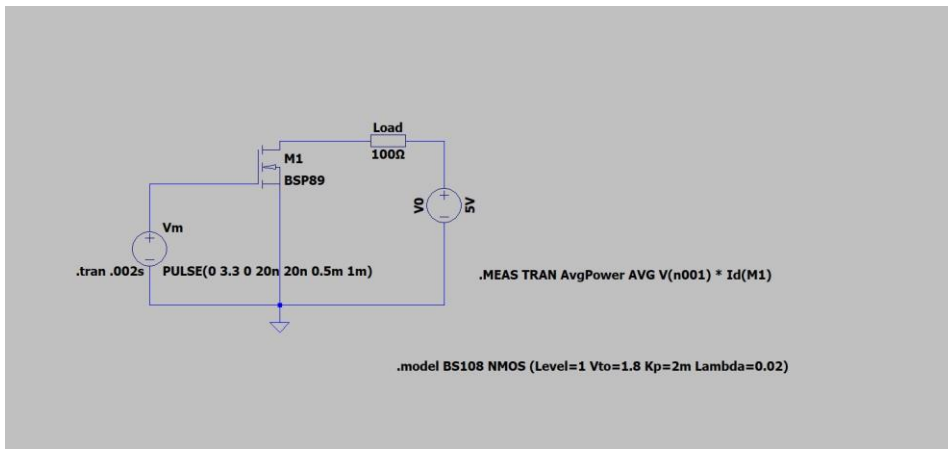 Load
100Ω
M1
BSP89
V0
5V
Vm
.tran .002s
PULSE(0 3.3 0 20n 20n 0.5m 1m)
.MEAS TRAN AvgPower AVG V(n001) * Id(M1)
.model BS108 NMOS (Level=1 Vto=1.8 Kp=2m Lambda=0.02)